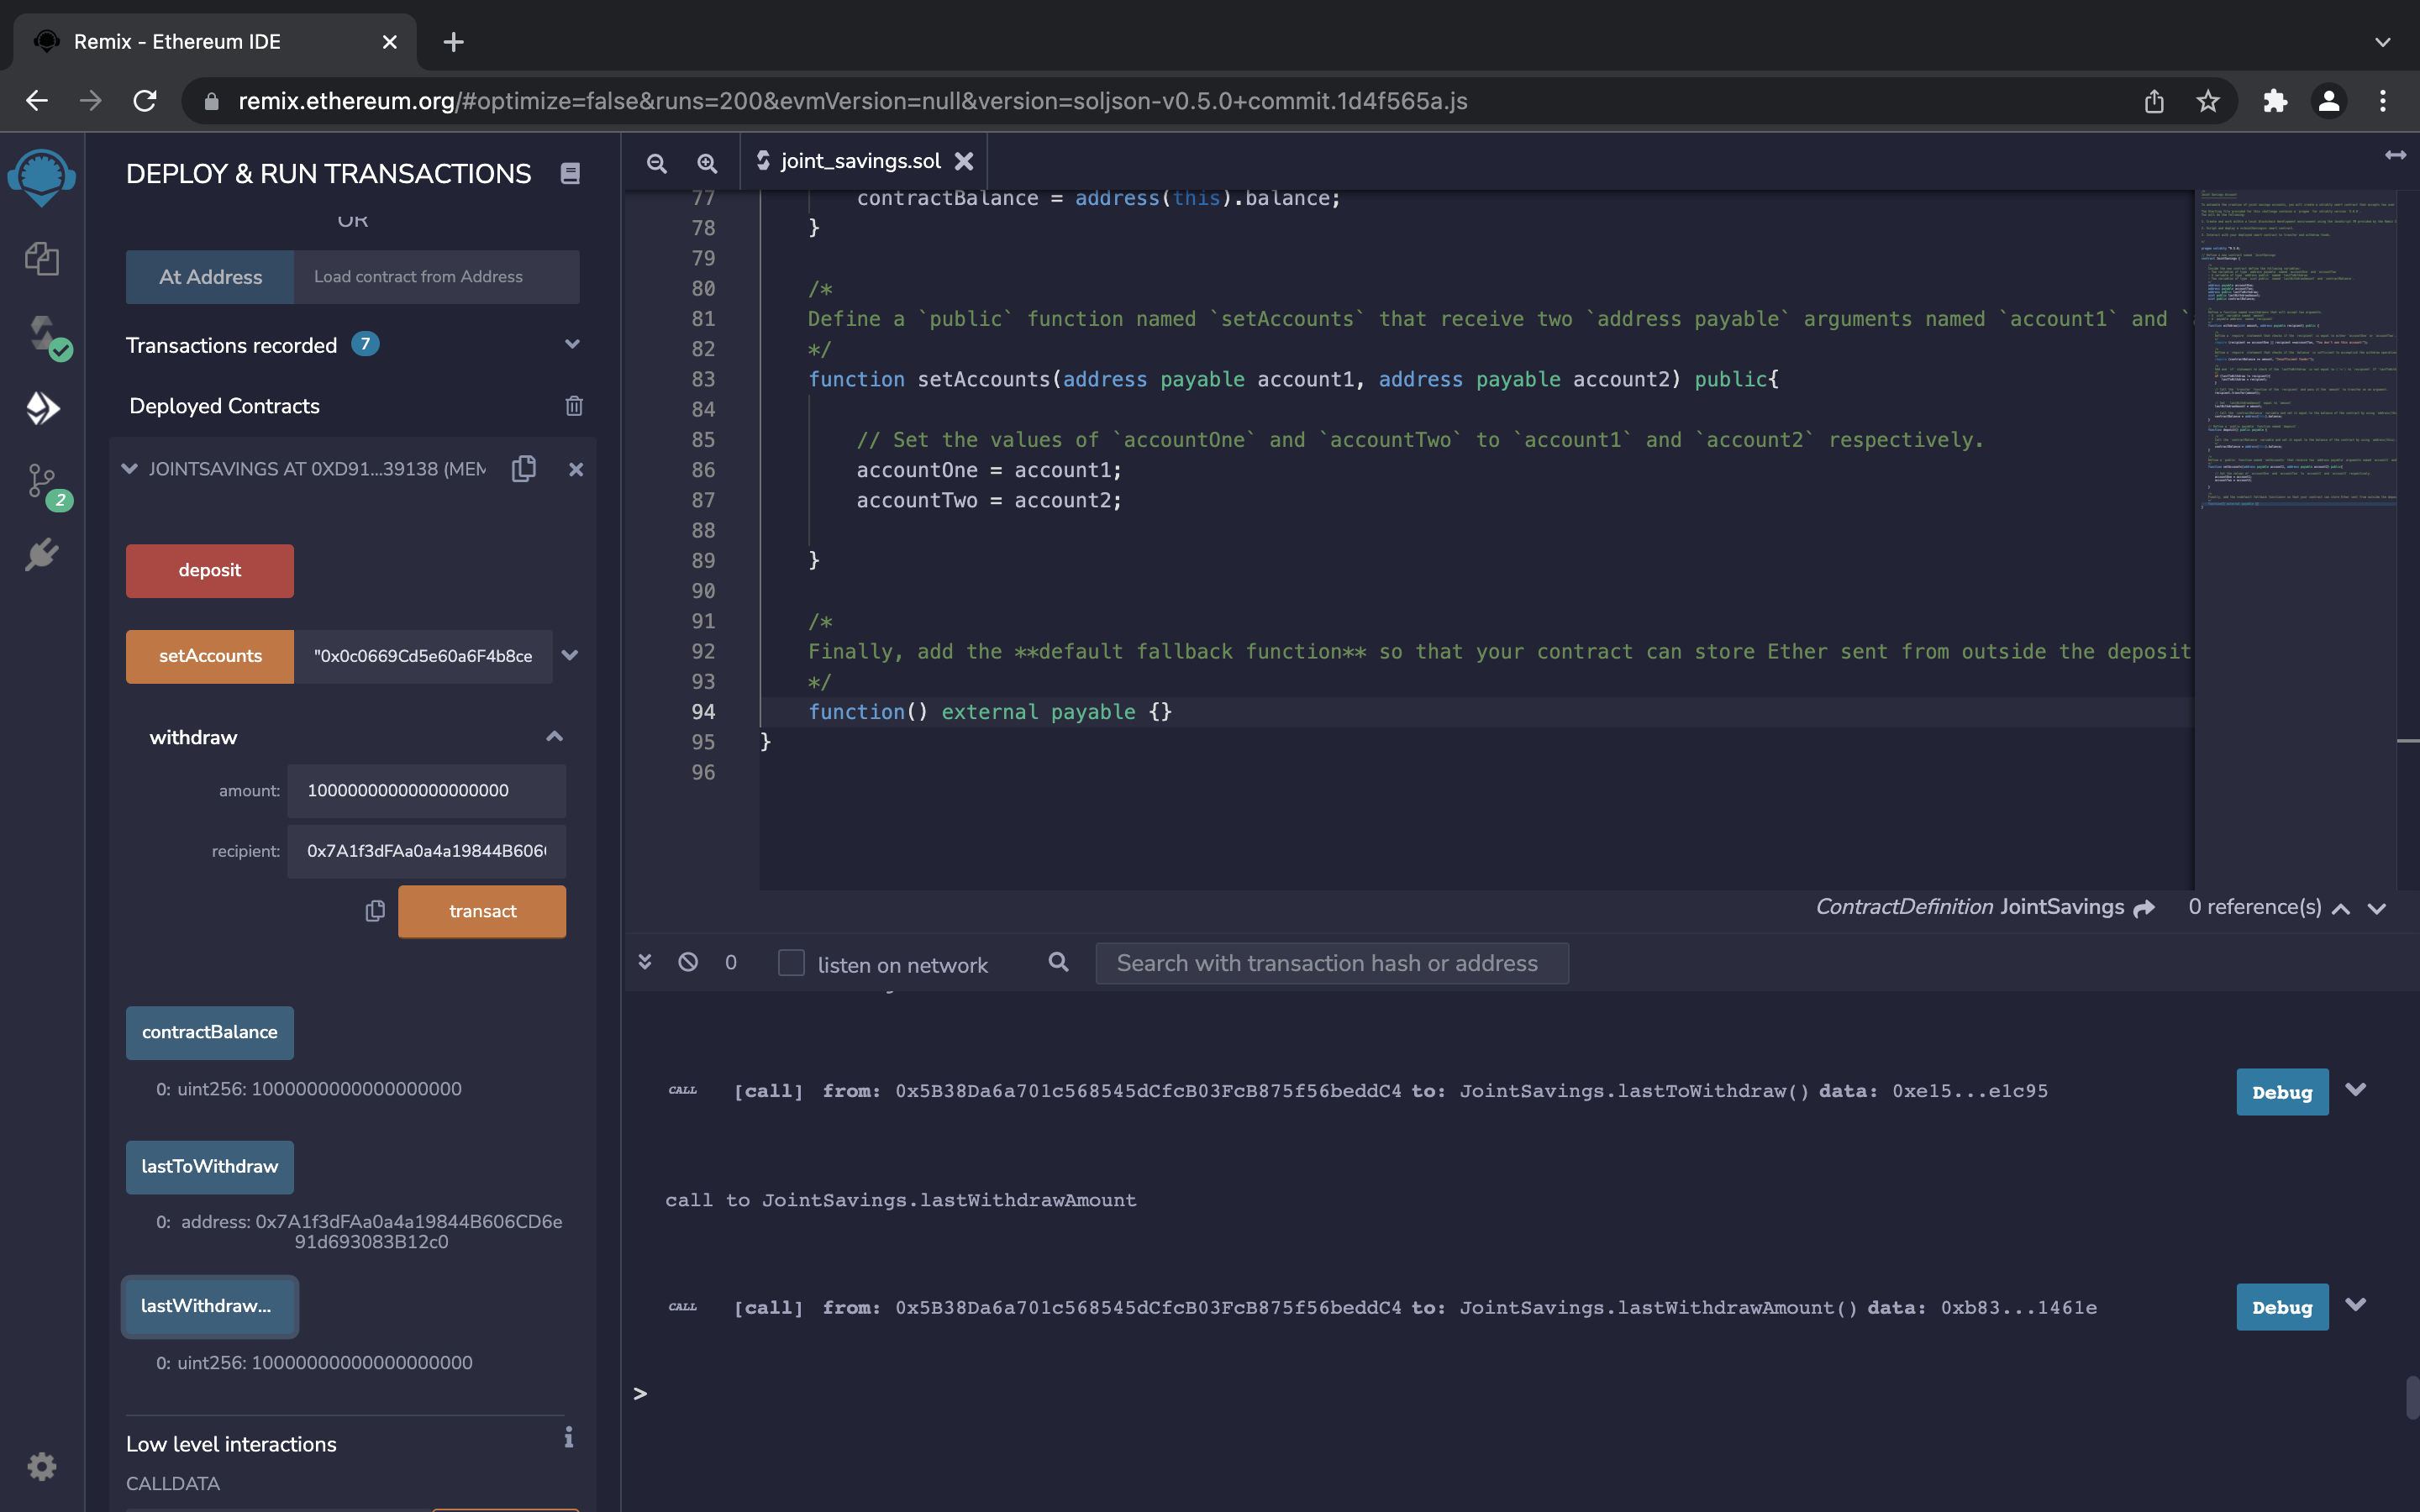 Remix - Ethereum IDE
remix.ethereum.org/#optimize=false&runs=200&evmVersion=null&version=soljson-v0.5.0+commit.1d4f565a.js
DEPLOY & RUN TRANSACTIONS
OR
At Address
Load contract from Address
Transactions recorded 7
Deployed Contracts
JOINTSAVINGS AT 0XD91...39138 (MEM
2
deposit
setAccounts
"0x0c0669Cd5e60a6F4b8ce
withdraw
amount: 10000000000000000000
recipient: 0x7A1f3dFAa0a4a19844B606
transact
contractBalance
0: uint256: 1000000000000000000
lastToWithdraw
0: address: 0x7A1f3dFAa0a4a19844B606CD6e
91d693083B12c0
lastWithdraw...
0: uint256: 10000000000000000000
Low level interactions
CALLDATA
joint_savings.sol
77 contractBalance = address(this).balance;
78 }
79
80 /*
81 Define a `public` function named `setAccounts` that receive two `address payable` arguments named `account1` and `
82 */
83 function setAccounts(address payable account1, address payable account2) public{
84
85 // Set the values of `accountOne` and `accountTwo` to `account1` and `account2` respectively.
86 accountOne = account1;
87 accountTwo = account2;
88
89 }
90
91 /*
92 Finally, add the **default fallback function** so that your contract can store Ether sent from outside the deposit
93 */
94 function() external payable {}
95 }
96
ContractDefinition JointSavings 0 reference(s)
0 listen on network
Search with transaction hash or address
CALL [call] from: 0x5B38Da6a701c568545dCfcB03FcB875f56beddC4 to: JointSavings.lastToWithdraw() data: 0xe15...e1c95
Debug
call to JointSavings.lastWithdrawAmount
CALL [call] from: 0x5B38Da6a701c568545dCfcB03FcB875f56beddC4 to: JointSavings.lastWithdrawAmount() data: 0xb83...1461e
Debug
>